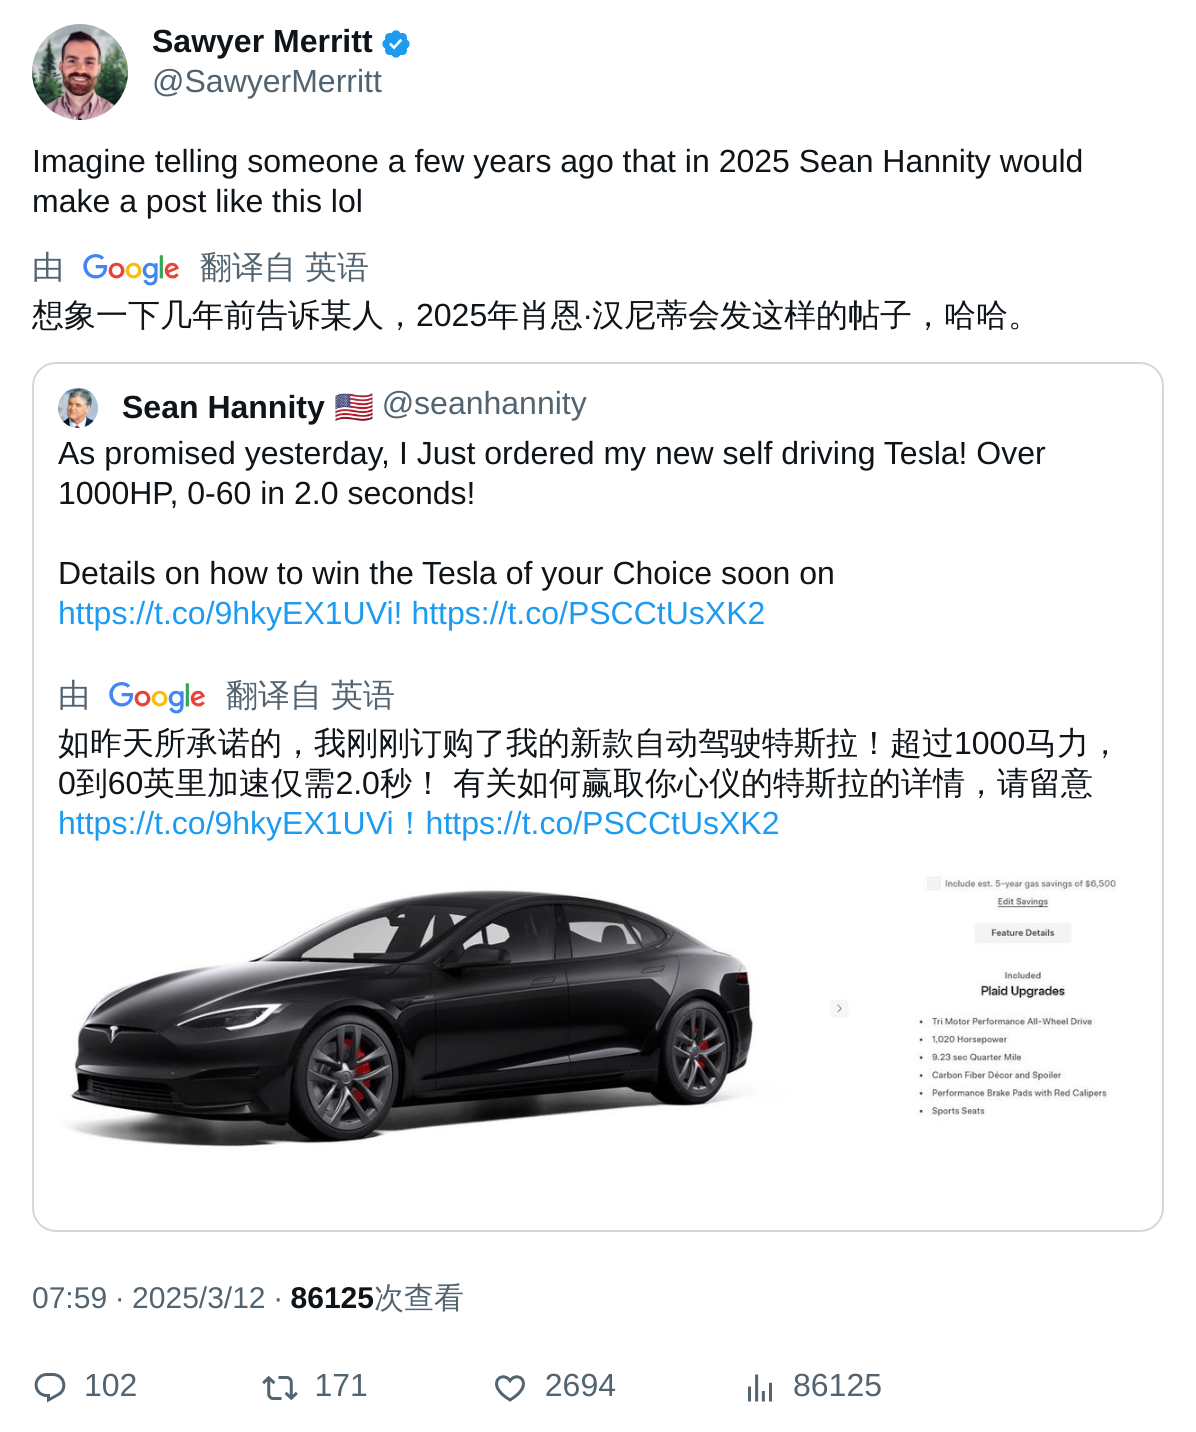 Sawyer Merritt
@SawyerMerritt
Imagine telling someone a few years ago that in 2025 Sean Hannity would
make a post like this lol
由 Google 翻译自 英语
想象一下几年前告诉某人，2025年肖恩·汉尼蒂会发这样的帖子，哈哈。
Sean Hannity 🇺🇸 @seanhannity
As promised yesterday, I Just ordered my new self driving Tesla! Over
1000HP, 0-60 in 2.0 seconds!
Details on how to win the Tesla of your Choice soon on
https://t.co/9hkyEX1UVi! https://t.co/PSCCtUsXK2
由 Google 翻译自 英语
如昨天所承诺的，我刚刚订购了我的新款自动驾驶特斯拉！超过1000马力，
0到60英里加速仅需2.0秒！ 有关如何赢取你心仪的特斯拉的详情，请留意
https://t.co/9hkyEX1UVi！https://t.co/PSCCtUsXK2
Include est. 5-year gas savings of $6,500
Edit Savings
Feature Details
Included
Plaid Upgrades
• Tri Motor Performance All-Wheel Drive
• 1,020 Horsepower
• 9.23 sec Quarter Mile
• Carbon Fiber Décor and Spoiler
• Performance Brake Pads with Red Calipers
• Sports Seats
07:59 · 2025/3/12 · 86125次查看
102 171 2694 86125